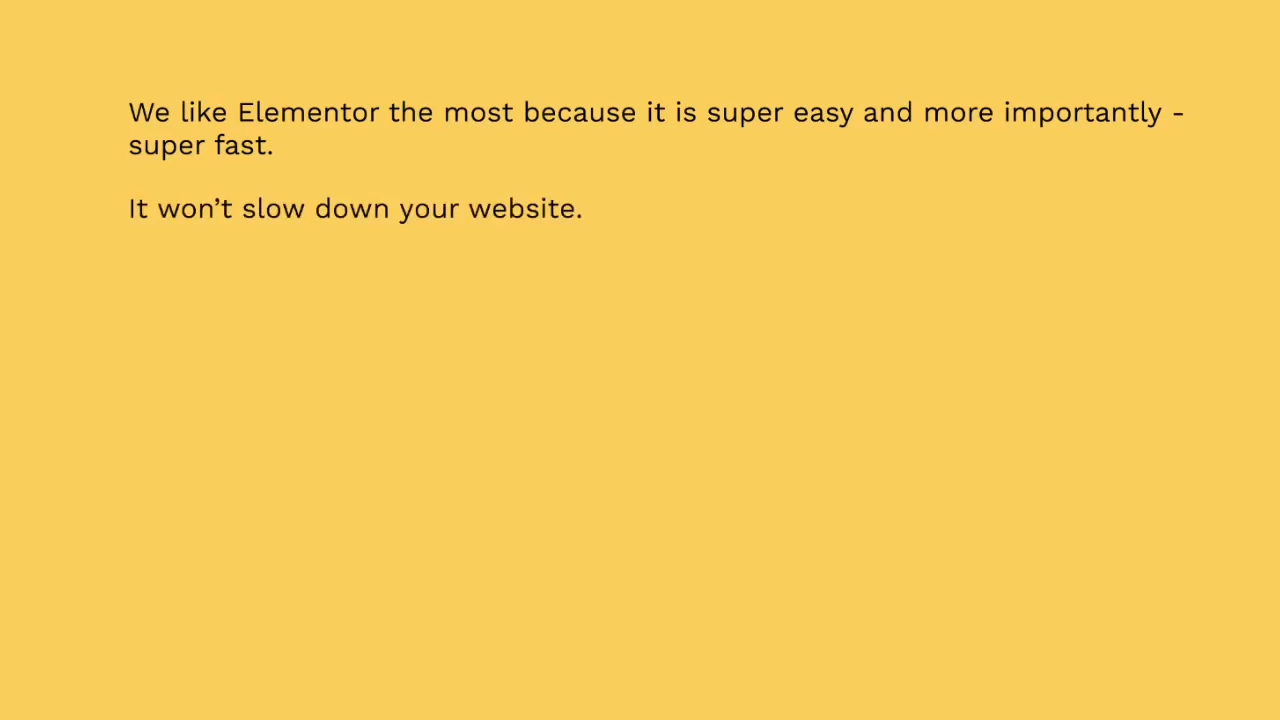 We like Elementor the most because it is super easy and more importantly -
super fast.
It won’t slow down your website.